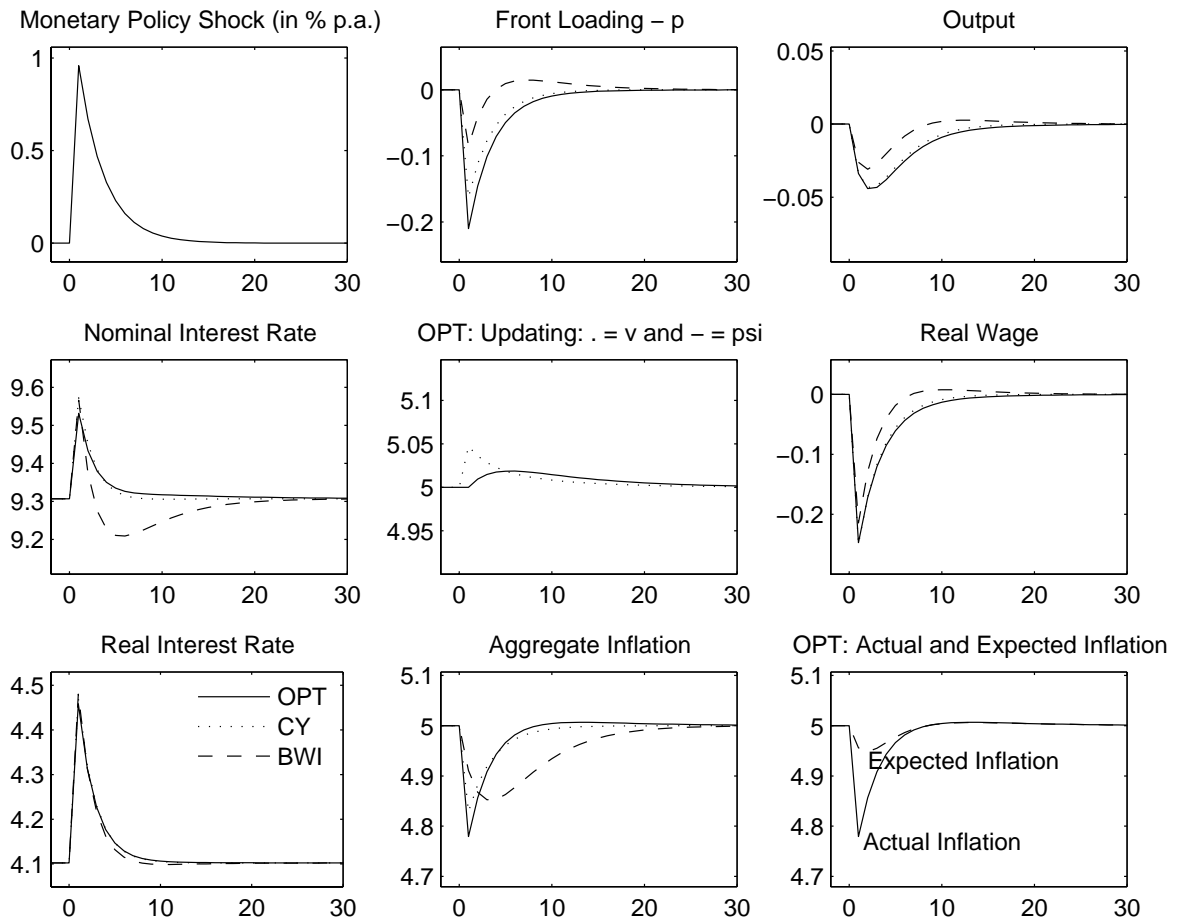 Monetary Policy Shock (in % p.a.)
1
0.5
0
0 10 20 30
Front Loading – p
0
−0.1
−0.2
0 10 20 30
Output
0.05
0
−0.05
0 10 20 30
Nominal Interest Rate
9.6
9.5
9.4
9.3
9.2
0 10 20 30
OPT: Updating: . = v and – = psi
5.1
5.05
5
4.95
0 10 20 30
Real Wage
0
−0.1
−0.2
0 10 20 30
Real Interest Rate
4.5
4.4
4.3
4.2
4.1
OPT
CY
BWI
0 10 20 30
Aggregate Inflation
5.1
5
4.9
4.8
4.7
0 10 20 30
OPT: Actual and Expected Inflation
5.1
5
4.9
4.8
4.7
Expected Inflation
Actual Inflation
0 10 20 30